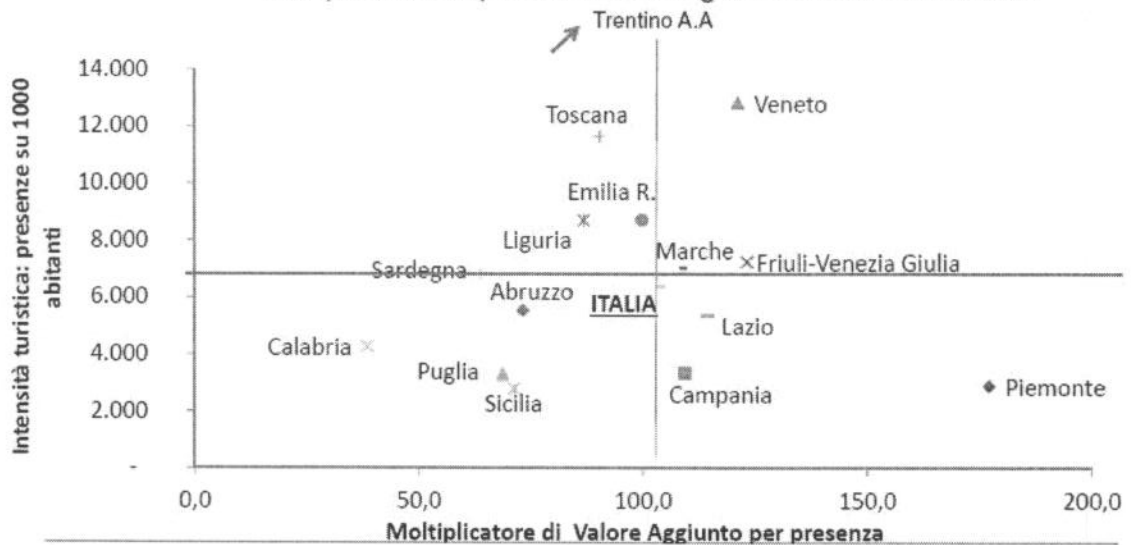 Trentino A.A
Intensità turistica: presenze su 1000
abitanti
14.000
12.000
10.000
8.000
6.000
4.000
2.000
-
Veneto
Toscana
Emilia R.
Liguria
Marche
Friuli-Venezia Giulia
Sardegna
Abruzzo
ITALIA
Lazio
Calabria
Puglia
Sicilia
Campania
Piemonte
0,0
50,0
100,0
150,0
200,0
Moltiplicatore di Valore Aggiunto per presenza